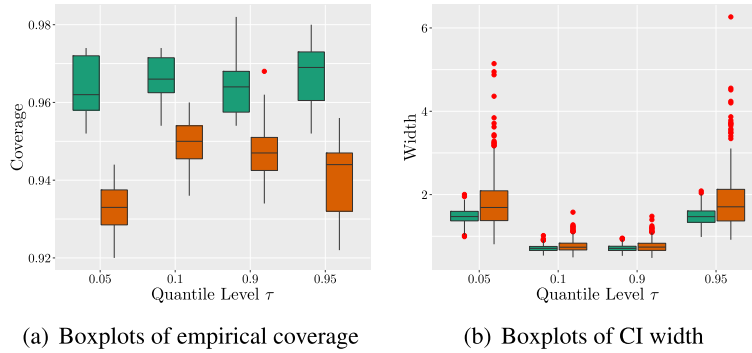 0.98
0.96
0.94
0.92
Coverage
0.05 0.1 0.9 0.95
Quantile Level τ
(a) Boxplots of empirical coverage
6
4
2
Width
0.05 0.1 0.9 0.95
Quantile Level τ
(b) Boxplots of CI width